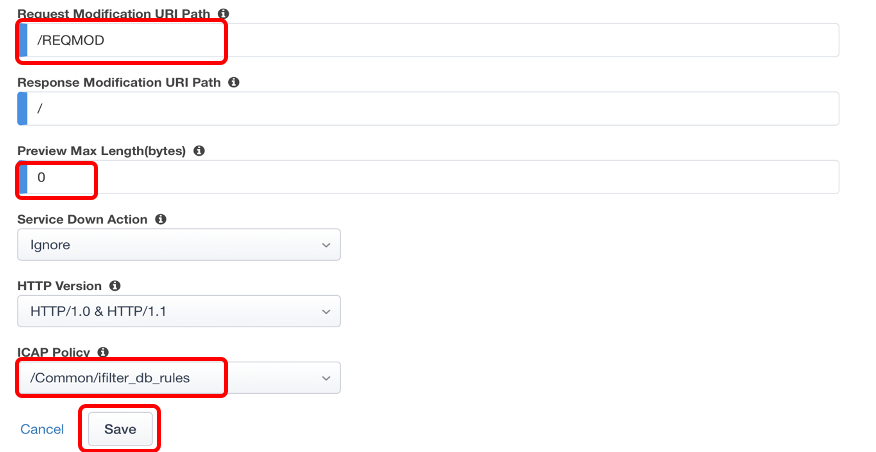 Request Modification URI Path
/REQMOD
Response Modification URI Path
/
Preview Max Length(bytes)
0
Service Down Action
Ignore
HTTP Version
HTTP/1.0 & HTTP/1.1
ICAP Policy
/Common/ifilter_db_rules
Cancel Save